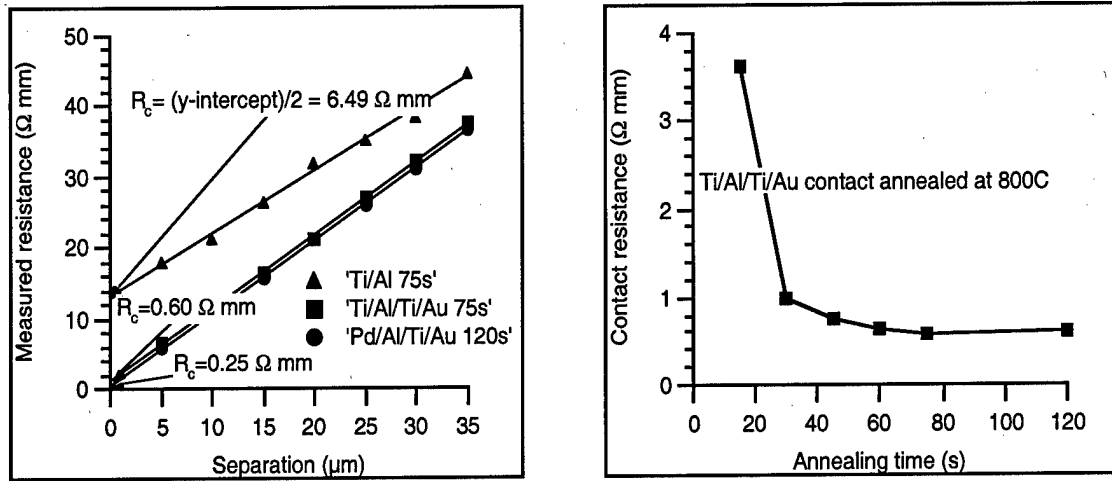 50
40
30
20
10
0
Measured resistance (Ω mm)
R_c= (y-intercept)/2 = 6.49 Ω mm
R_c=0.60 Ω mm
R_c=0.25 Ω mm
'Ti/Al 75s'
'Ti/Al/Ti/Au 75s'
'Pd/Al/Ti/Au 120s'
0 5 10 15 20 25 30 35
Separation (μm)
4
3
2
1
0
Contact resistance (Ω mm)
Ti/Al/Ti/Au contact annealed at 800C
0 20 40 60 80 100 120
Annealing time (s)